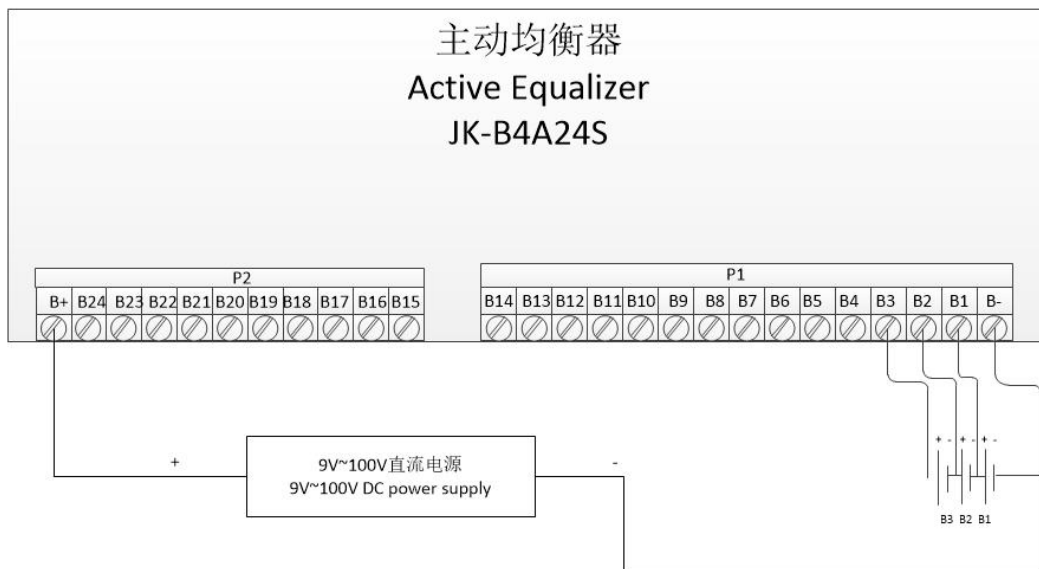 主动均衡器
Active Equalizer
JK-B4A24S
P2
P1
B+ B24 B23 B22 B21 B20 B19 B18 B17 B16 B15
B14 B13 B12 B11 B10 B9 B8 B7 B6 B5 B4 B3 B2 B1 B-
+ -
9V~100V直流电源
9V~100V DC power supply
+ - + - + -
B3 B2 B1